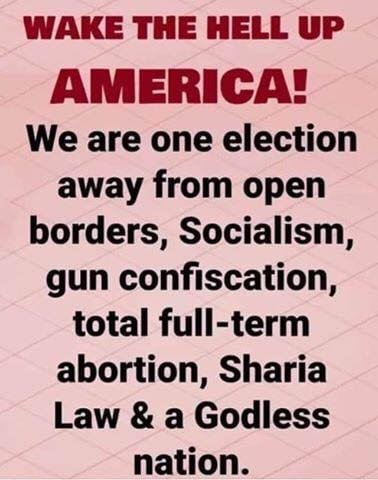 WAKE THE HELL UP
AMERICA!
We are one election
away from open
borders, Socialism,
gun confiscation,
total full-term
abortion, Sharia
Law & a Godless
nation.